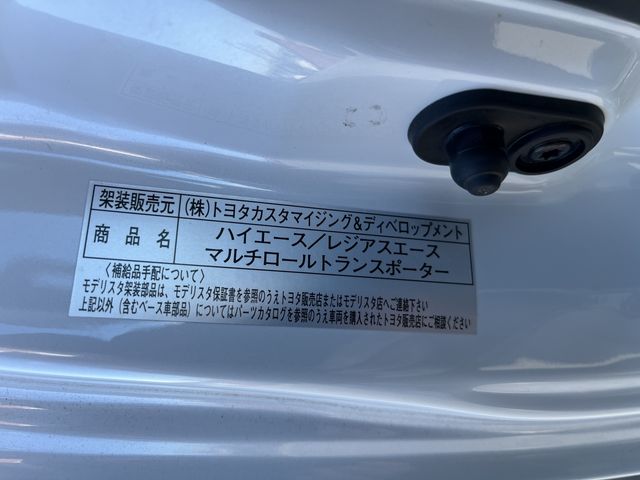 架装販売元 (株)トヨタカスタマイジング&ディベロップメント
商品名 ハイエース/レジアスエース
マルチロールトランスポーター
〈補給品手配について〉
モデリスタ架装部品は、モデリスタ保証書を参照のうえトヨタ販売店またはモデリスタ店へご連絡下さい
上記以外(含むベース車部品)についてはパーツカタログを参照のうえ車両を購入されたトヨタ販売店にご相談ください